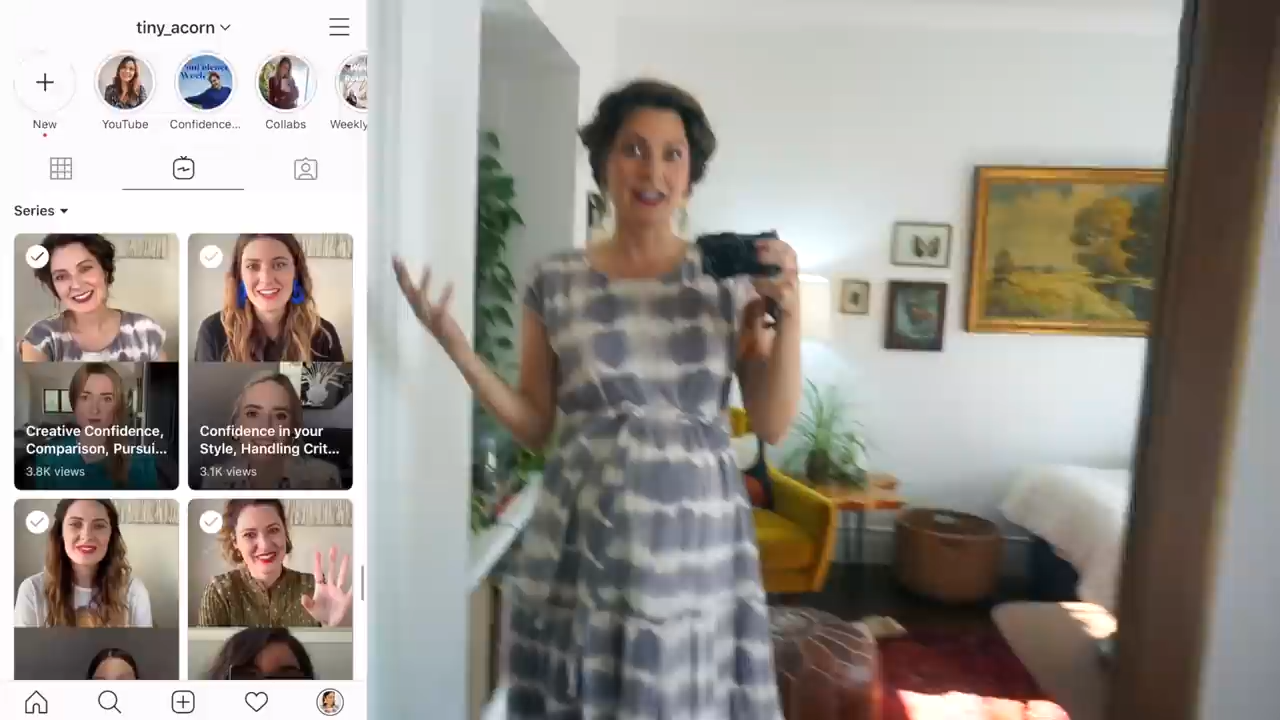 tiny_acorn
New
YouTube
Confidence...
Collabs
Weekly
Series
Creative Confidence,
Comparison, Pursui...
3.8K views
Confidence in your
Style, Handling Crit...
3.1K views